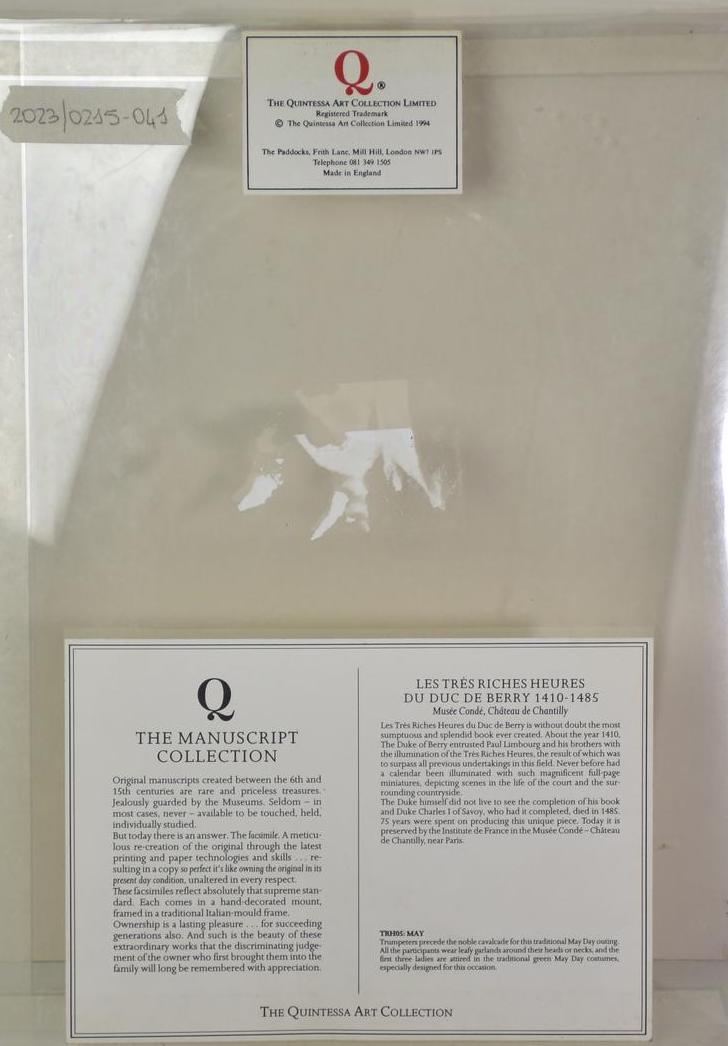 2023/0215-041
Q®
THE QUINTESSA ART COLLECTION LIMITED
Registered Trademark
© The Quintessa Art Collection Limited 1994
The Paddocks, Frith Lane, Mill Hill, London NW7 1PS
Telephone 081 349 1505
Made in England
Q
THE MANUSCRIPT
COLLECTION
Original manuscripts created between the 6th and
15th centuries are rare and priceless treasures.
Jealously guarded by the Museums. Seldom – in
most cases, never – available to be touched, held,
individually studied.
But today there is an answer. The facsimile. A meticu-
lous re-creation of the original through the latest
printing and paper technologies and skills ... re-
sulting in a copy so perfect it's like owning the original in its
present day condition, unaltered in every respect.
These facsimiles reflect absolutely that supreme stan-
dard. Each comes in a hand-decorated mount,
framed in a traditional Italian-mould frame.
Ownership is a lasting pleasure ... for succeeding
generations also. And such is the beauty of these
extraordinary works that the discriminating judge-
ment of the owner who first brought them into the
family will long be remembered with appreciation.
LES TRÉS RICHES HEURES
DU DUC DE BERRY 1410-1485
Musée Condé, Château de Chantilly
Les Très Riches Heures du Duc de Berry is without doubt the most
sumptuous and splendid book ever created. About the year 1410,
The Duke of Berry entrusted Paul Limbourg and his brothers with
the illumination of the Très Riches Heures, the result of which was
to surpass all previous undertakings in this field. Never before had
a calendar been illuminated with such magnificent full-page
miniatures, depicting scenes in the life of the court and the sur-
rounding countryside.
The Duke himself did not live to see the completion of his book
and Duke Charles I of Savoy, who had it completed, died in 1485.
75 years were spent on producing this unique piece. Today it is
preserved by the Institute de France in the Musée Condé – Château
de Chantilly, near Paris.
TRH05: MAY
Trumpeters precede the noble cavalcade for this traditional May Day outing.
All the participants wear leafy garlands around their heads or necks, and the
first three ladies are attired in the traditional green May Day costumes,
especially designed for this occasion.
THE QUINTESSA ART COLLECTION